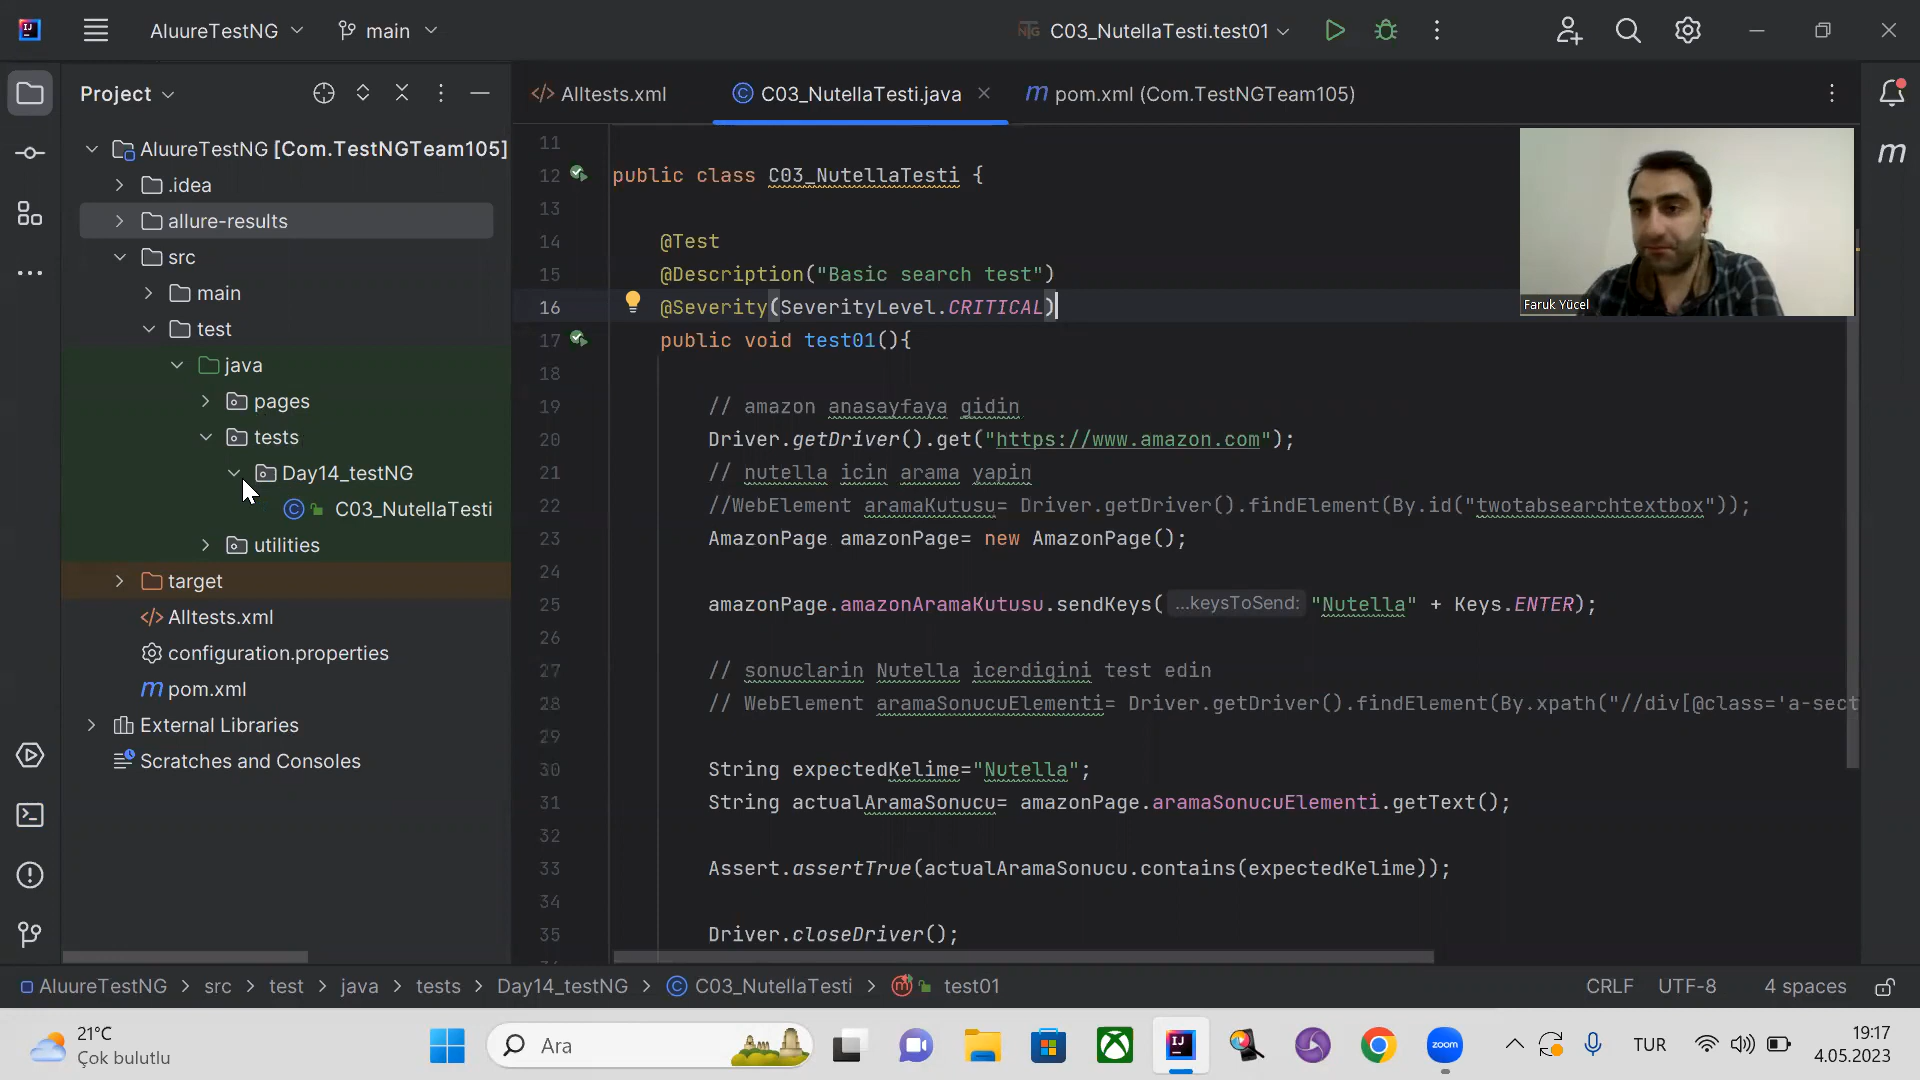 AluureTestNG main C03_NutellaTesti.test01
Project
AluureTestNG [Com.TestNGTeam105]
.idea
allure-results
src
main
test
java
pages
tests
Day14_testNG
C03_NutellaTesti
utilities
target
Alltests.xml
configuration.properties
pom.xml
External Libraries
Scratches and Consoles
Alltests.xml C03_NutellaTesti.java pom.xml (Com.TestNGTeam105)
11
12 public class C03_NutellaTesti {
13
14 @Test
15 @Description("Basic search test")
16 @Severity(SeverityLevel.CRITICAL)
17 public void test01(){
18
19 // amazon anasayfaya gidin
20 Driver.getDriver().get("https://www.amazon.com");
21 // nutella icin arama yapin
22 //WebElement aramaKutusu= Driver.getDriver().findElement(By.id("twotabsearchtextbox"));
23 AmazonPage amazonPage= new AmazonPage();
24
25 amazonPage.amazonAramaKutusu.sendKeys( ...keysToSend: "Nutella" + Keys.ENTER);
26
27 // sonuclarin Nutella icerdigini test edin
28 // WebElement aramaSonucuElementi= Driver.getDriver().findElement(By.xpath("//div[@class='a-sect
29
30 String expectedKelime="Nutella";
31 String actualAramaSonucu= amazonPage.aramaSonucuElementi.getText();
32
33 Assert.assertTrue(actualAramaSonucu.contains(expectedKelime));
34
35 Driver.closeDriver();
Faruk Yücel
AluureTestNG > src > test > java > tests > Day14_testNG > C03_NutellaTesti > test01
CRLF UTF-8 4 spaces
21°C
Çok bulutlu
Ara
zoom
TUR
19:17
4.05.2023